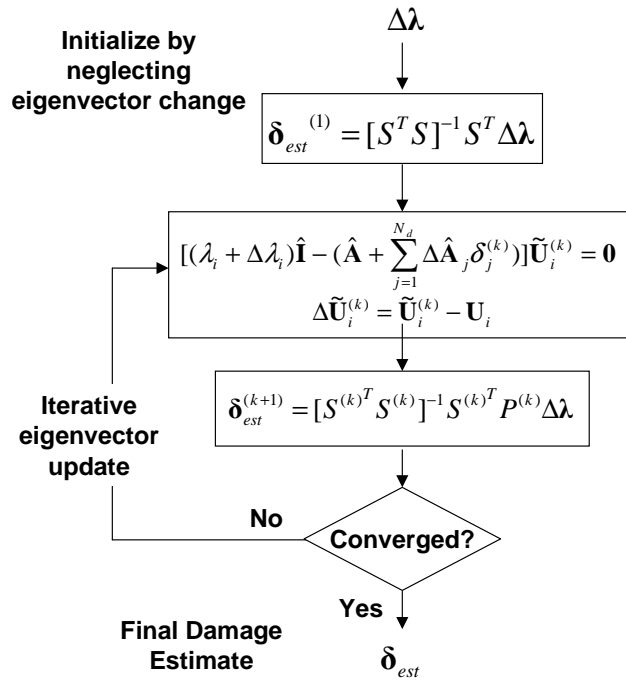 Δλ
Initialize by
neglecting
eigenvector change
δ_est^(1) = [S^T S]^-1 S^T Δλ
[(λ_i + Δλ_i)Î − (Â + ∑_{j=1}^{N_d} ΔÂ_j δ_j^(k))]Ũ_i^(k) = 0
ΔŨ_i^(k) = Ũ_i^(k) − U_i
δ_est^(k+1) = [S^(k)^T S^(k)]^-1 S^(k)^T P^(k) Δλ
Iterative
eigenvector
update
No
Converged?
Yes
Final Damage
Estimate
δ_est